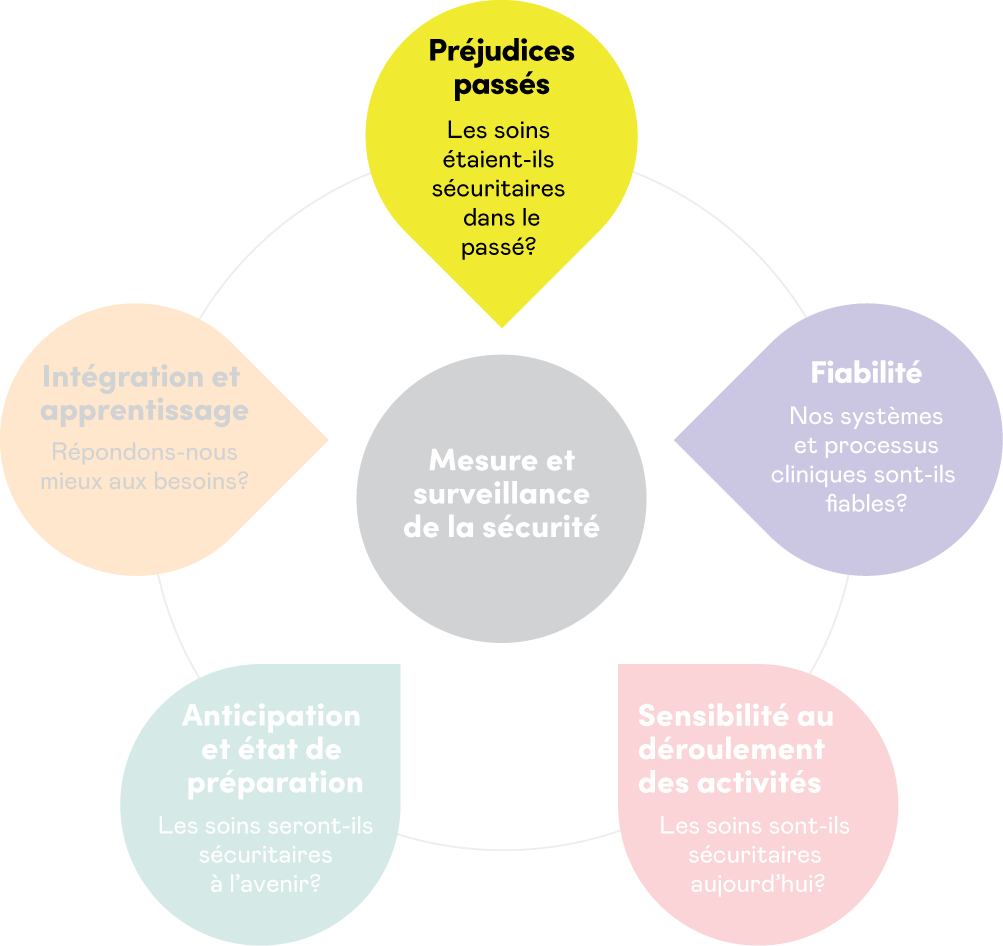 Préjudices
passés
Les soins
étaient-ils
sécuritaires
dans le
passé?
Fiabilité
Nos systèmes
et processus
cliniques sont-ils
fiables?
Sensibilité au
déroulement
des activités
Les soins sont-ils
sécuritaires
aujourd'hui?
Anticipation
et état de
préparation
Les soins seront-ils
sécuritaires
à l'avenir?
Intégration et
apprentissage
Répondons-nous
mieux aux besoins?
Mesure et
surveillance
de la sécurité